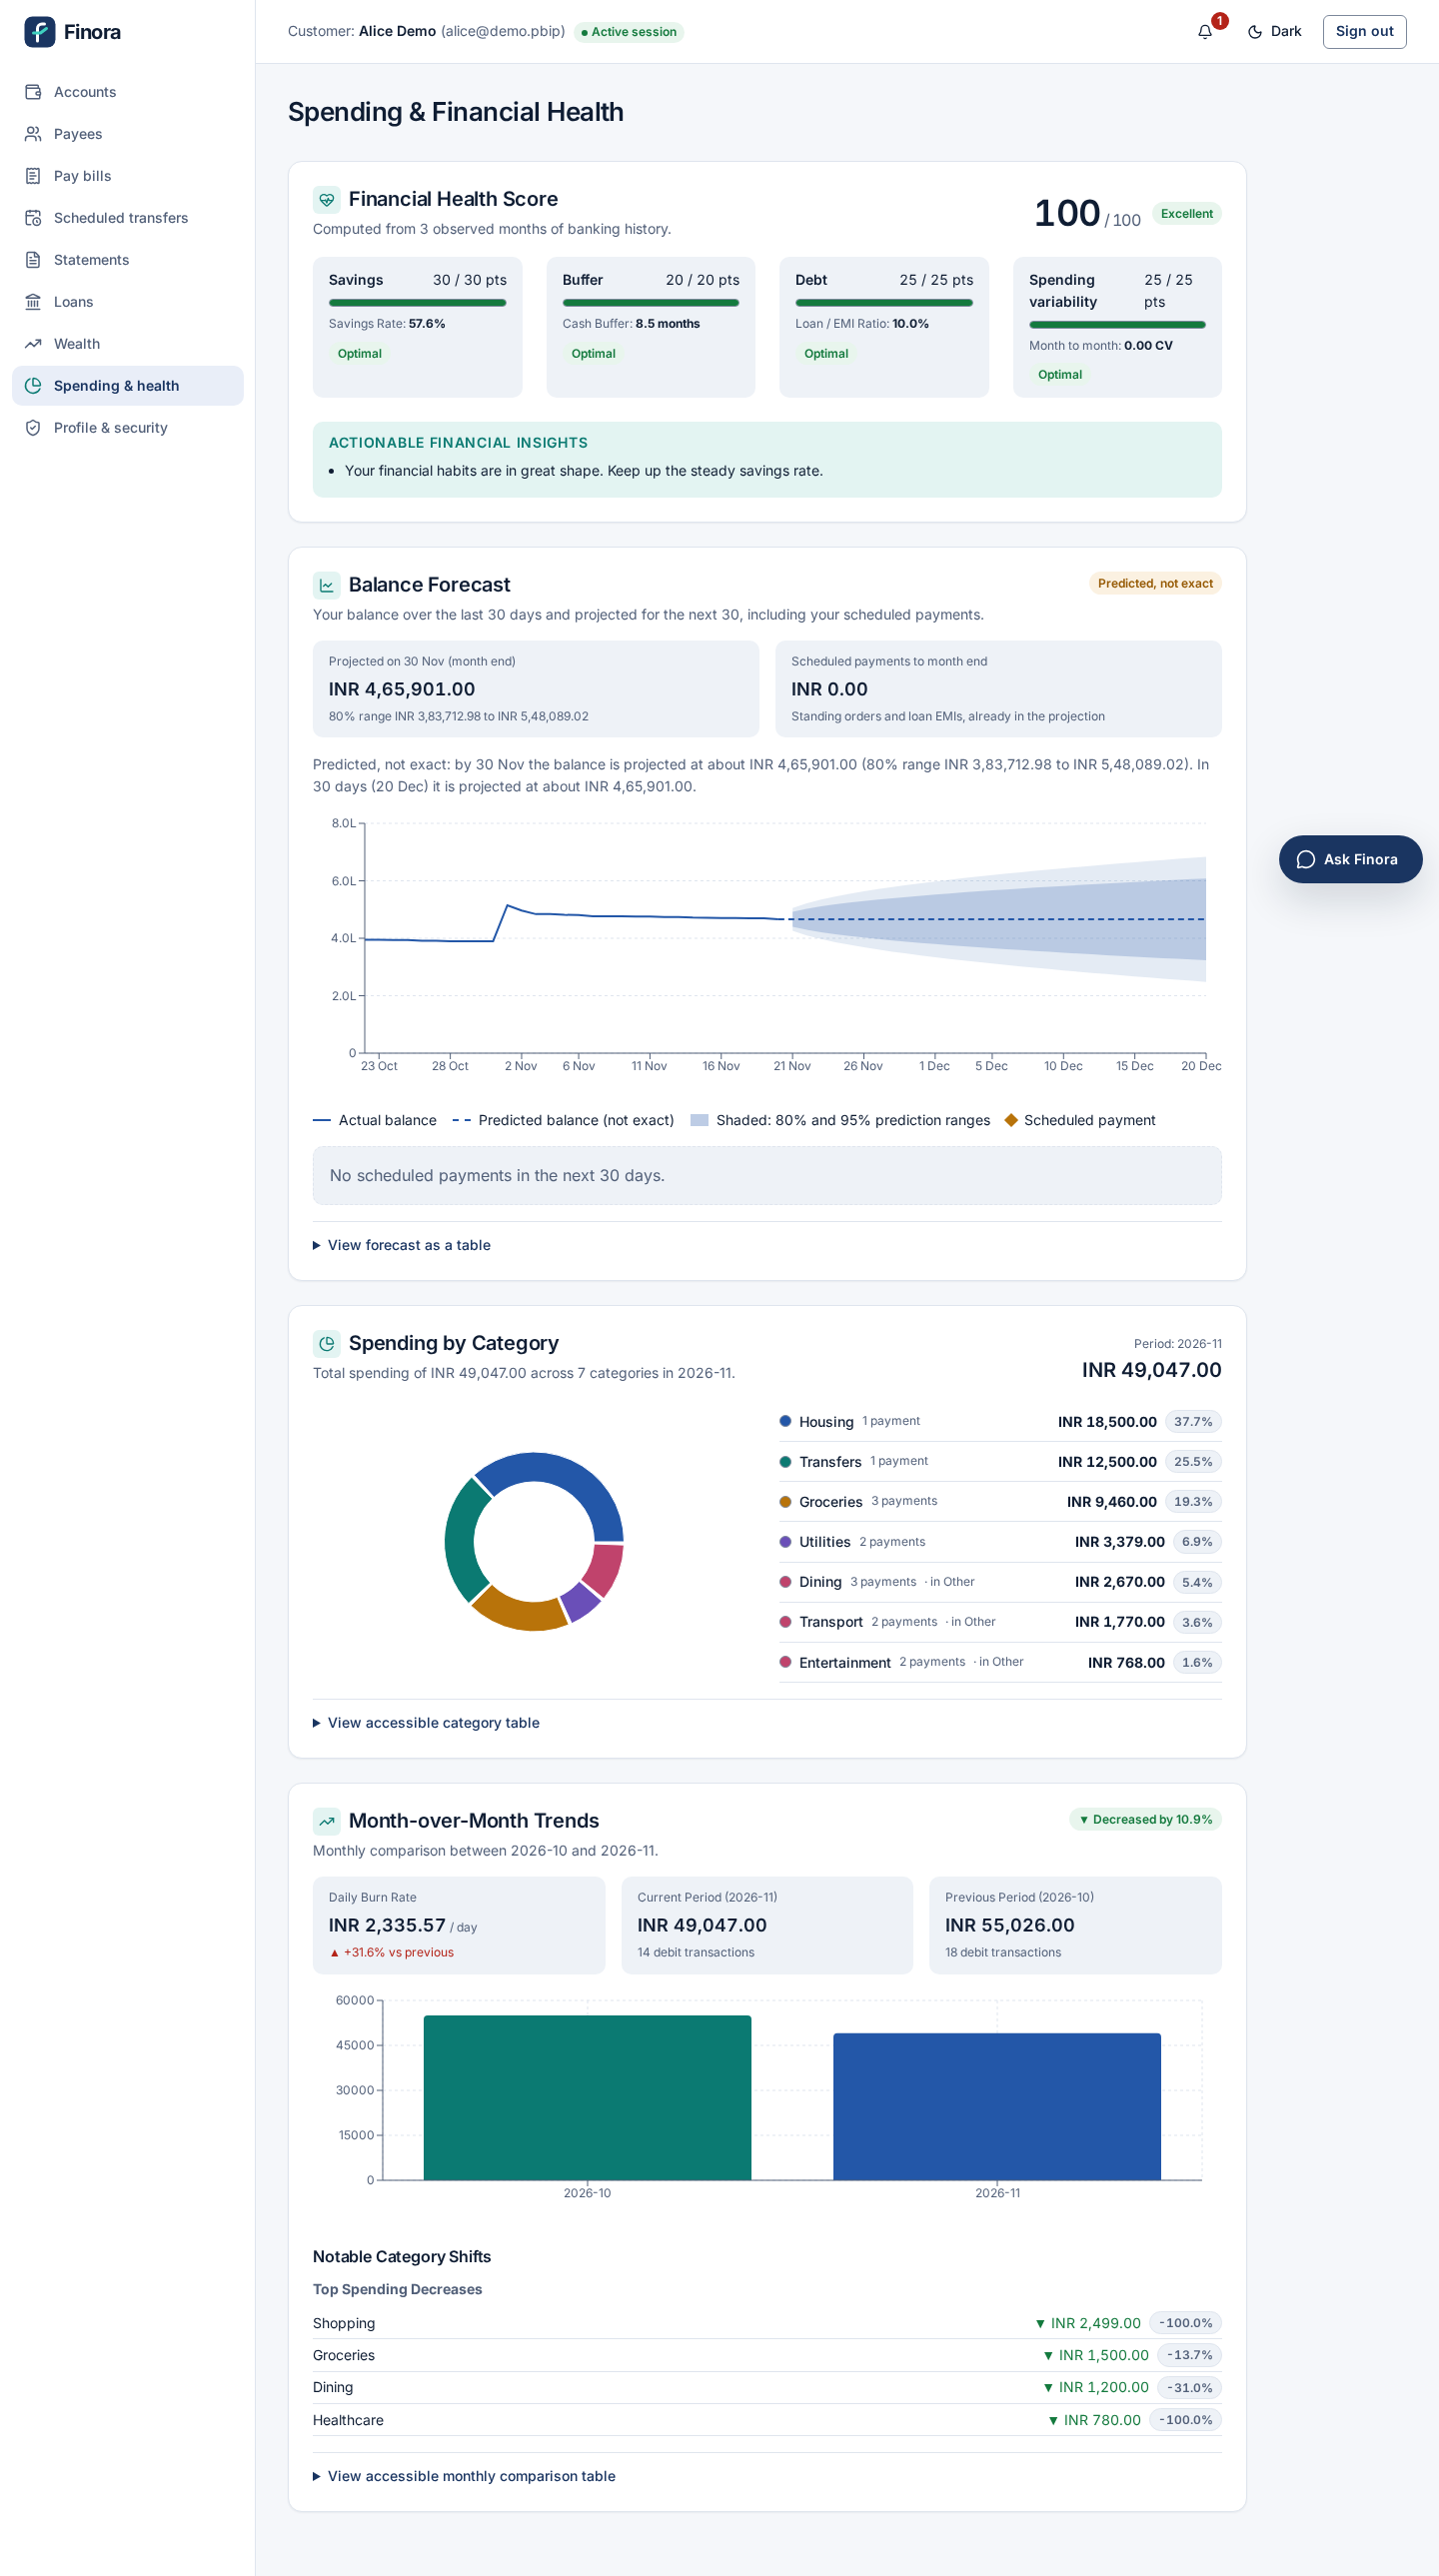 Finora
Customer: Alice Demo (alice@demo.pbip) Active session
1
Dark
Sign out
Accounts
Payees
Pay bills
Scheduled transfers
Statements
Loans
Wealth
Spending & health
Profile & security
Spending & Financial Health
Financial Health Score
Computed from 3 observed months of banking history.
100 / 100 Excellent
Savings 30 / 30 pts
Savings Rate: 57.6%
Optimal
Buffer 20 / 20 pts
Cash Buffer: 8.5 months
Optimal
Debt 25 / 25 pts
Loan / EMI Ratio: 10.0%
Optimal
Spending variability 25 / 25 pts
Month to month: 0.00 CV
Optimal
ACTIONABLE FINANCIAL INSIGHTS
• Your financial habits are in great shape. Keep up the steady savings rate.
Balance Forecast
Predicted, not exact
Your balance over the last 30 days and projected for the next 30, including your scheduled payments.
Projected on 30 Nov (month end)
INR 4,65,901.00
80% range INR 3,83,712.98 to INR 5,48,089.02
Scheduled payments to month end
INR 0.00
Standing orders and loan EMIs, already in the projection
Predicted, not exact: by 30 Nov the balance is projected at about INR 4,65,901.00 (80% range INR 3,83,712.98 to INR 5,48,089.02). In
30 days (20 Dec) it is projected at about INR 4,65,901.00.
8.0L
6.0L
4.0L
2.0L
0
23 Oct 28 Oct 2 Nov 6 Nov 11 Nov 16 Nov 21 Nov 26 Nov 1 Dec 5 Dec 10 Dec 15 Dec 20 Dec
Actual balance Predicted balance (not exact) Shaded: 80% and 95% prediction ranges Scheduled payment
No scheduled payments in the next 30 days.
▶ View forecast as a table
Ask Finora
Spending by Category
Total spending of INR 49,047.00 across 7 categories in 2026-11.
Period: 2026-11
INR 49,047.00
Housing 1 payment INR 18,500.00 37.7%
Transfers 1 payment INR 12,500.00 25.5%
Groceries 3 payments INR 9,460.00 19.3%
Utilities 2 payments INR 3,379.00 6.9%
Dining 3 payments · in Other INR 2,670.00 5.4%
Transport 2 payments · in Other INR 1,770.00 3.6%
Entertainment 2 payments · in Other INR 768.00 1.6%
▶ View accessible category table
Month-over-Month Trends
▼ Decreased by 10.9%
Monthly comparison between 2026-10 and 2026-11.
Daily Burn Rate
INR 2,335.57 / day
▲ +31.6% vs previous
Current Period (2026-11)
INR 49,047.00
14 debit transactions
Previous Period (2026-10)
INR 55,026.00
18 debit transactions
60000
45000
30000
15000
0
2026-10 2026-11
Notable Category Shifts
Top Spending Decreases
Shopping ▼ INR 2,499.00 -100.0%
Groceries ▼ INR 1,500.00 -13.7%
Dining ▼ INR 1,200.00 -31.0%
Healthcare ▼ INR 780.00 -100.0%
▶ View accessible monthly comparison table